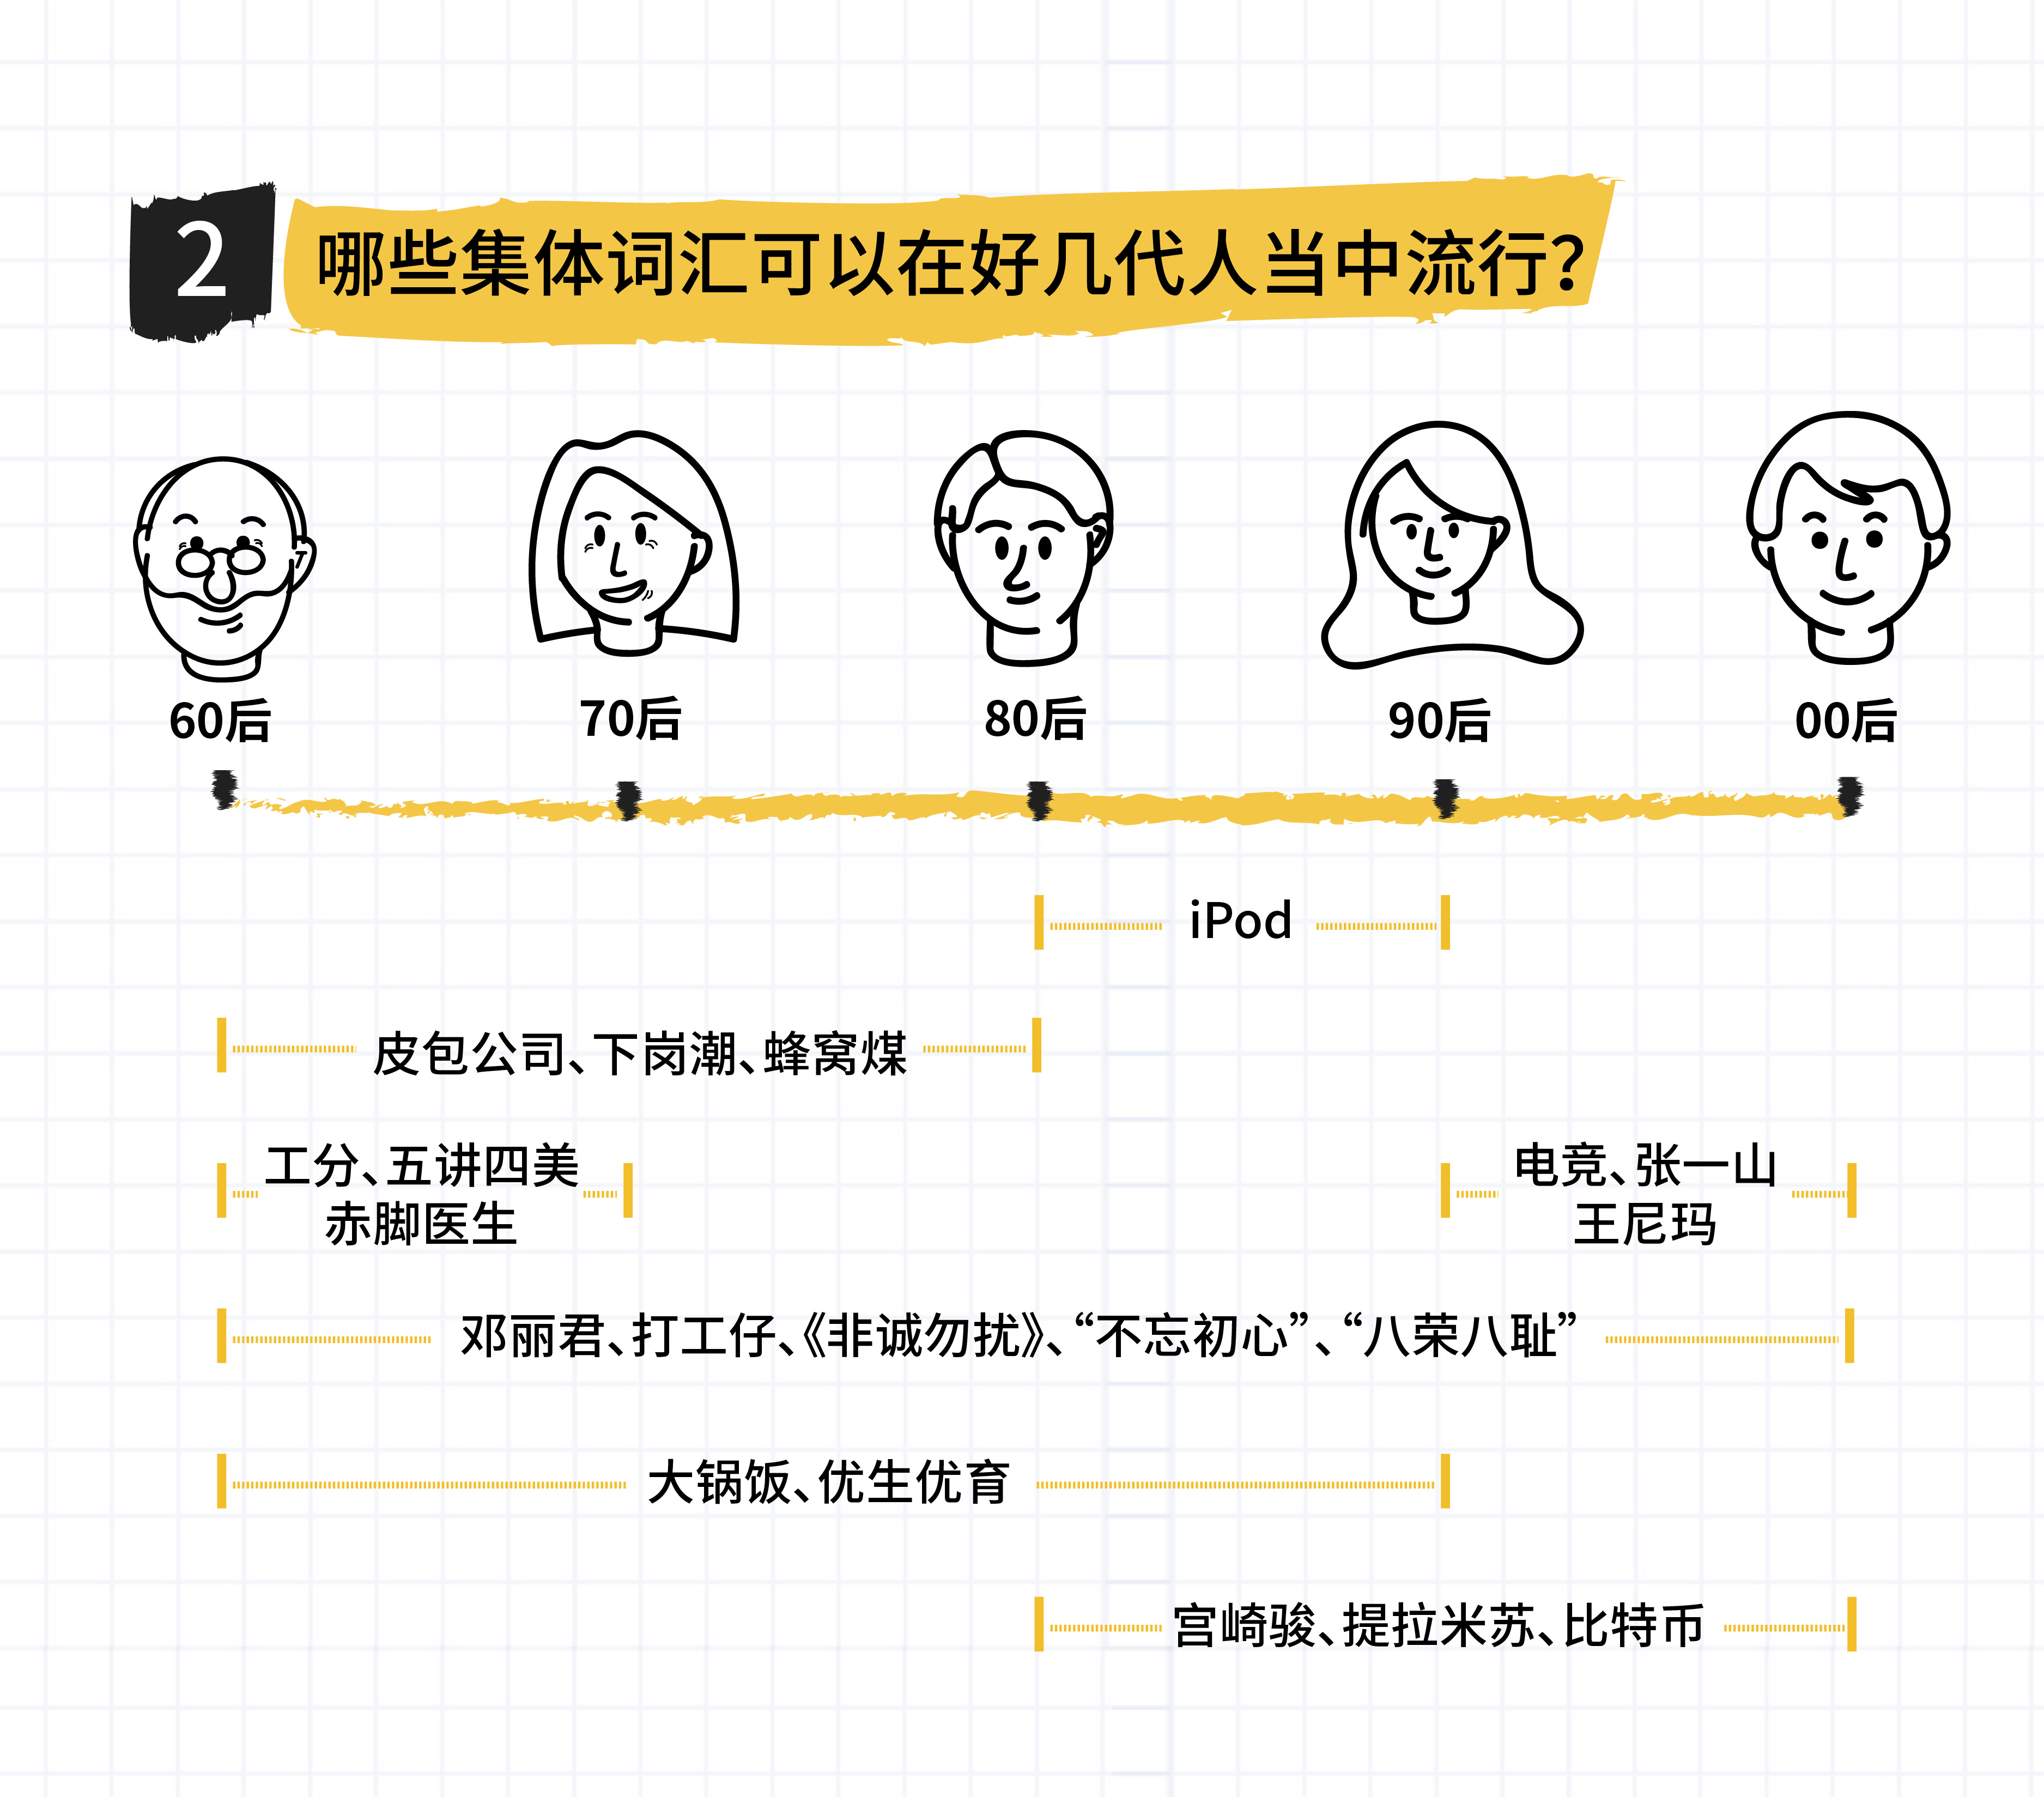 2
哪些集体词汇可以在好几代人当中流行?
60后
70后
80后
90后
00后
iPod
皮包公司、下岗潮、蜂窝煤
工分、五讲四美
赤脚医生
电竞、张一山
王尼玛
邓丽君、打工仔、《非诚勿扰》、“不忘初心”、“八荣八耻”
大锅饭、优生优育
宫崎骏、提拉米苏、比特币